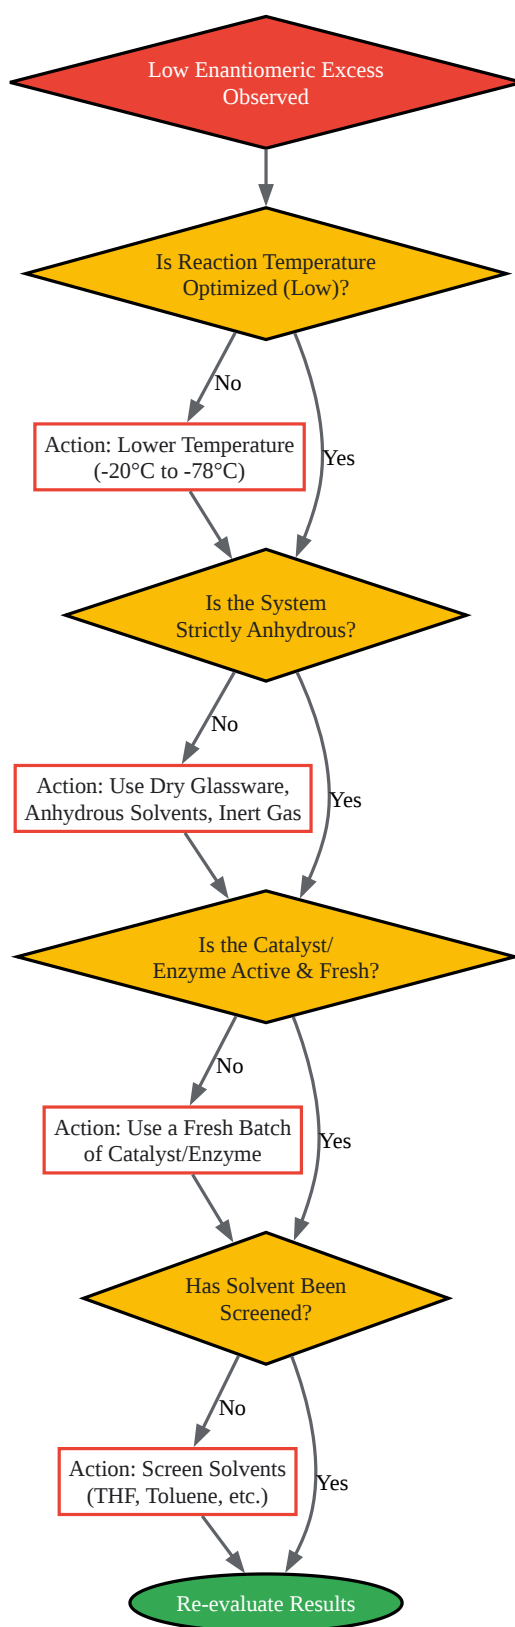 Low Enantiomeric Excess
Observed
Is Reaction Temperature
Optimized (Low)?
No
Yes
Action: Lower Temperature
(-20°C to -78°C)
Is the System
Strictly Anhydrous?
No
Yes
Action: Use Dry Glassware,
Anhydrous Solvents, Inert Gas
Is the Catalyst/
Enzyme Active & Fresh?
No
Yes
Action: Use a Fresh Batch
of Catalyst/Enzyme
Has Solvent Been
Screened?
No
Yes
Action: Screen Solvents
(THF, Toluene, etc.)
Re-evaluate Results